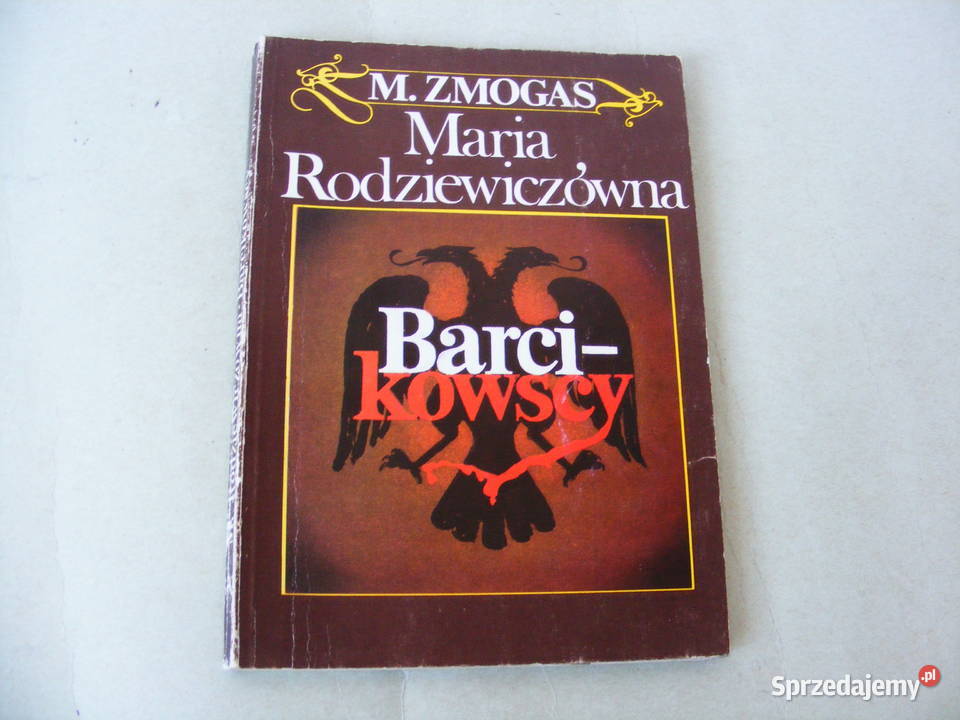 M. ZMOGAS
Maria
Rodziewiczówna
Barci-
kowscy
Sprzedajemy.pl